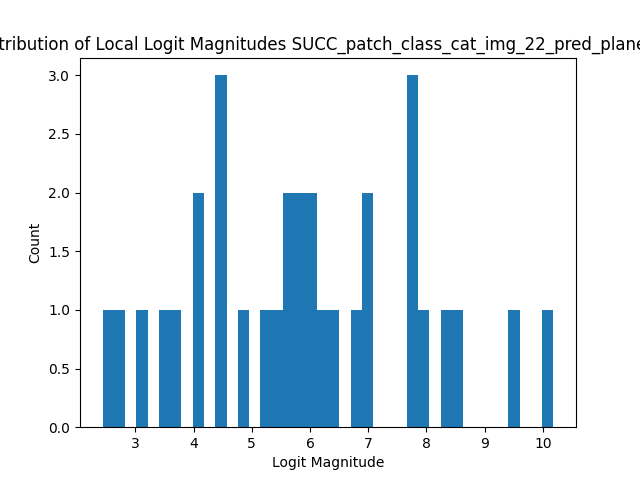 tribution of Local Logit Magnitudes SUCC_patch_class_cat_img_22_pred_plane
3.0
2.5
2.0
1.5
1.0
0.5
0.0
Count
3 4 5 6 7 8 9 10
Logit Magnitude